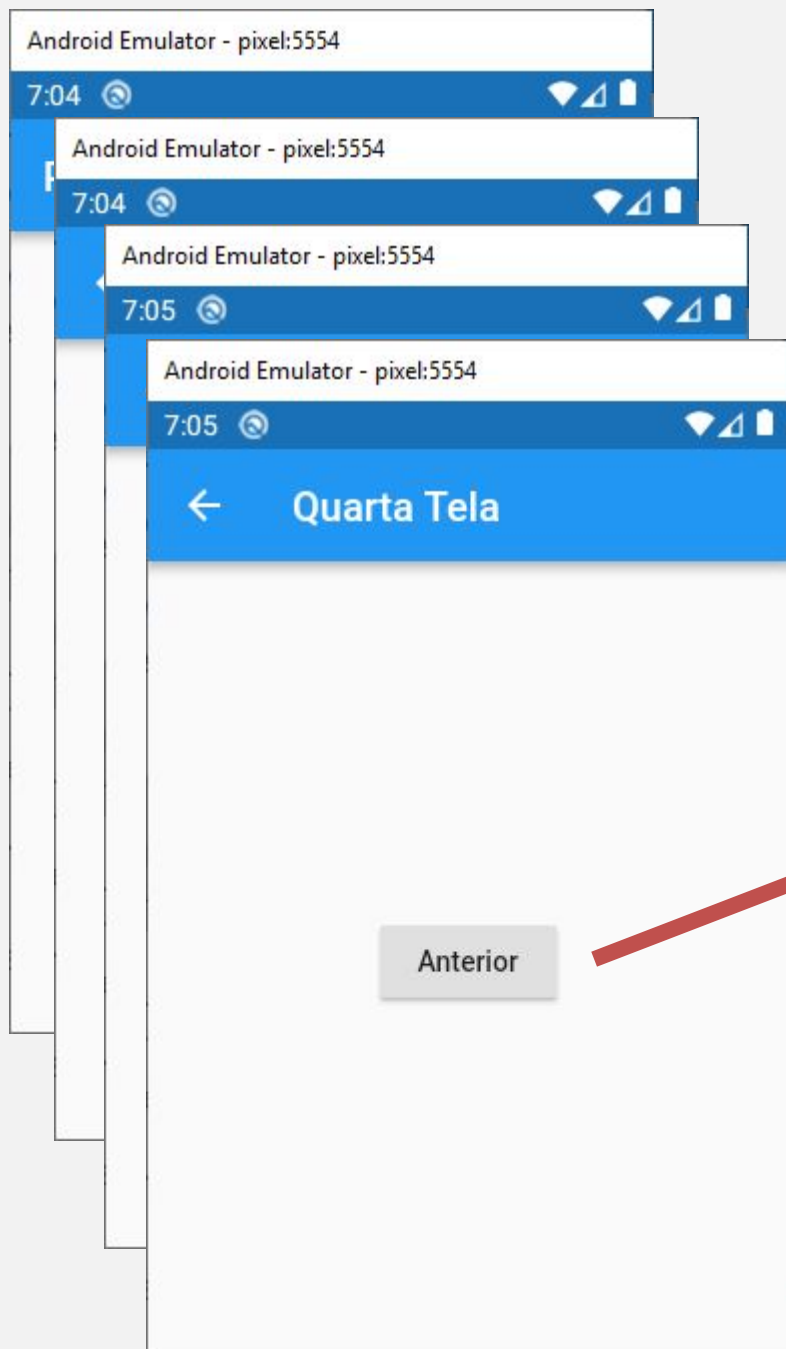 Android Emulator - pixel:5554
7:04
Android Emulator - pixel:5554
7:04
Android Emulator - pixel:5554
7:05
Android Emulator - pixel:5554
7:05
Quarta Tela
Anterior